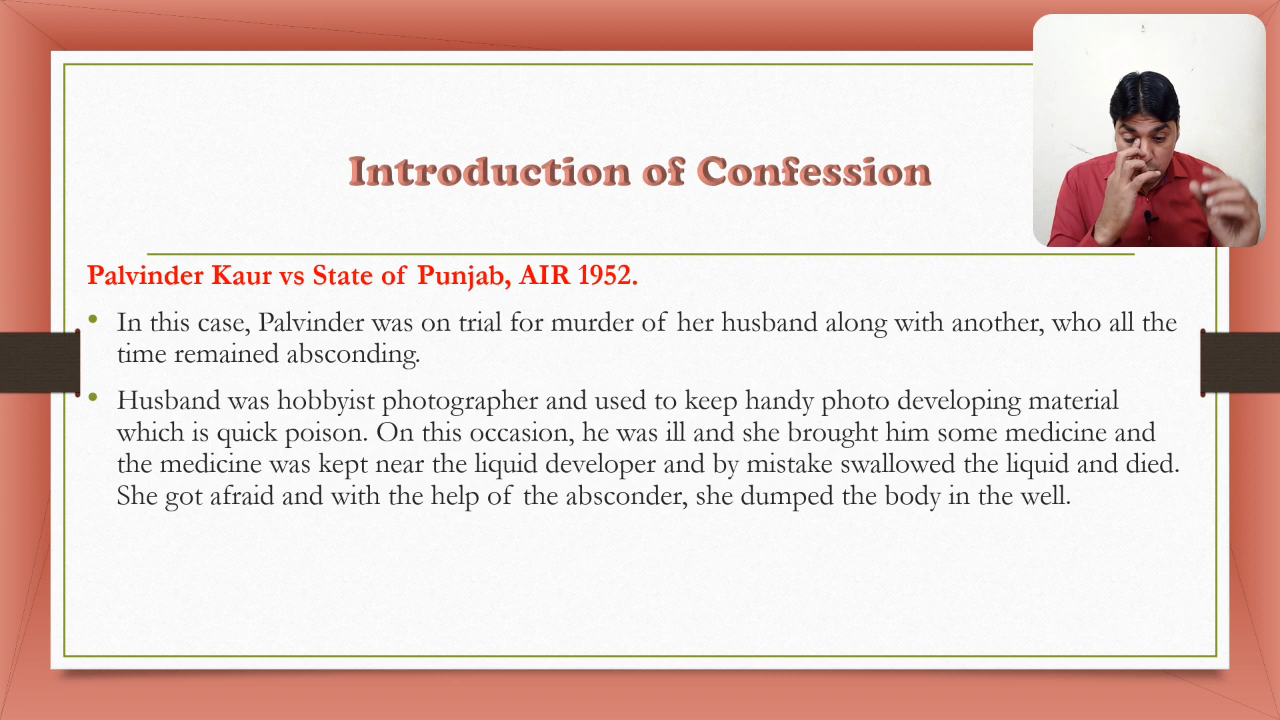 Introduction of Confession
Palvinder Kaur vs State of Punjab, AIR 1952.
• In this case, Palvinder was on trial for murder of her husband along with another, who all the
time remained absconding.
• Husband was hobbyist photographer and used to keep handy photo developing material
which is quick poison. On this occasion, he was ill and she brought him some medicine and
the medicine was kept near the liquid developer and by mistake swallowed the liquid and died.
She got afraid and with the help of the absconder, she dumped the body in the well.